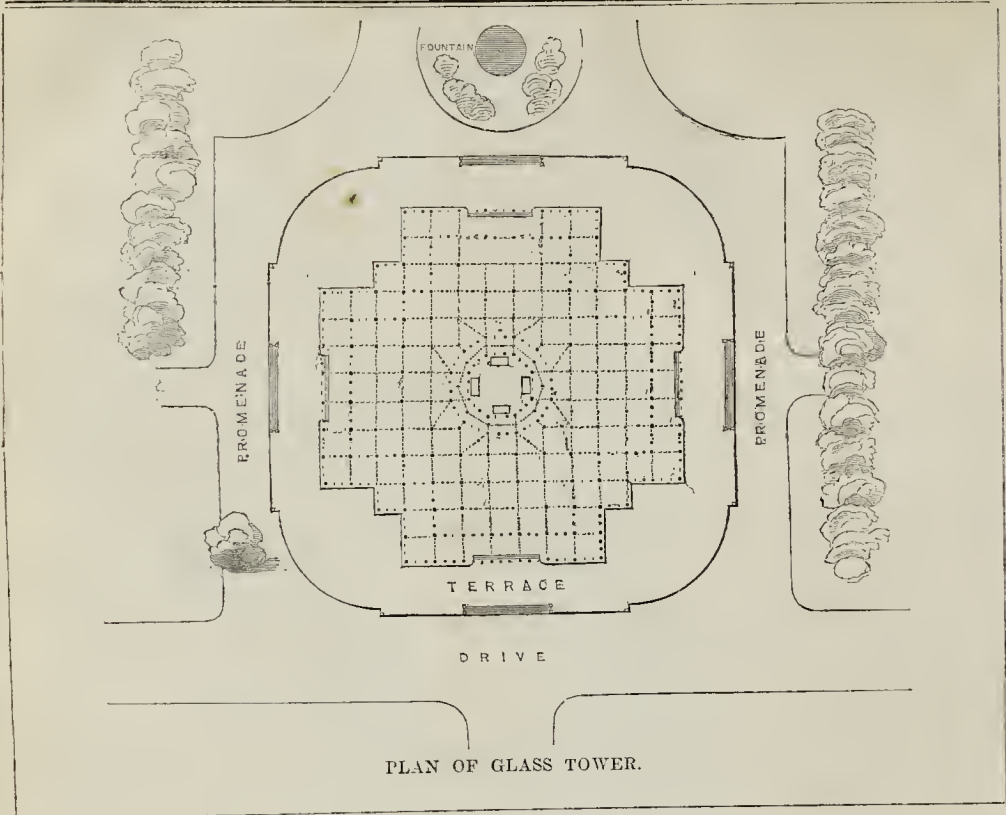 FOUNTAIN
PROMENADE
PROMENADE
TERRACE
DRIVE
PLAN OF GLASS TOWER.